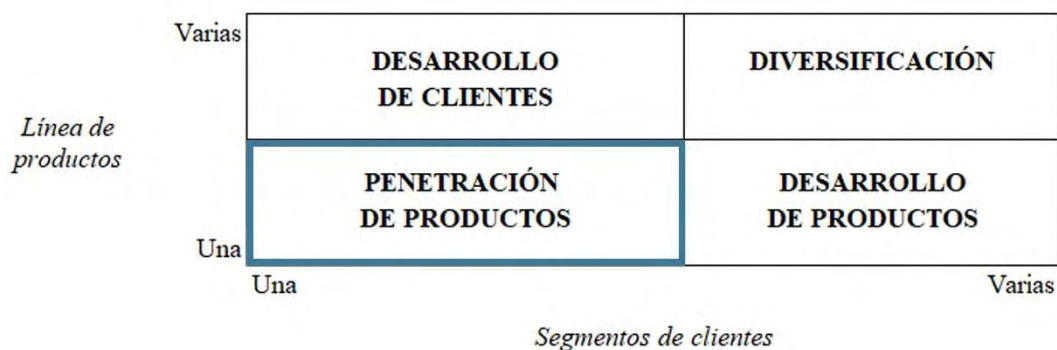 Varias
DESARROLLO
DE CLIENTES
DIVERSIFICACIÓN
Línea de
productos
PENETRACIÓN
DE PRODUCTOS
DESARROLLO
DE PRODUCTOS
Una
Una
Varias
Segmentos de clientes